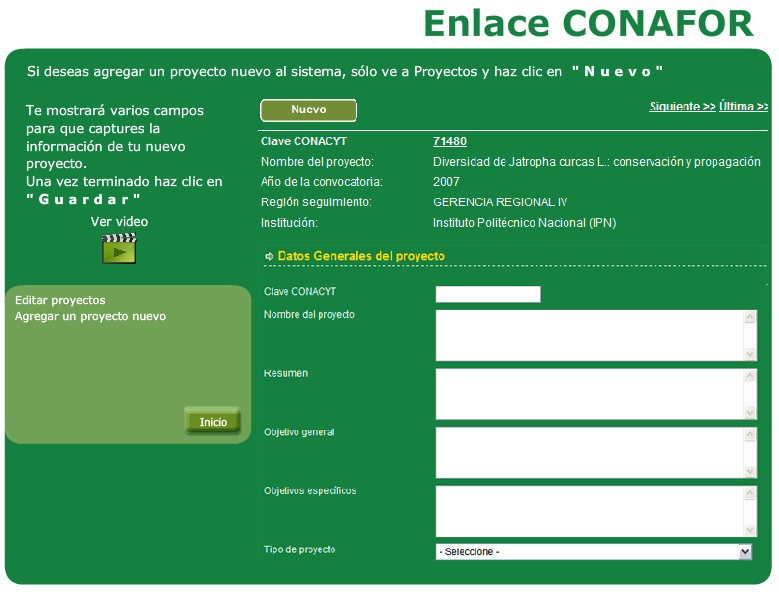 Enlace CONAFOR
Si deseas agregar un proyecto nuevo al sistema, sólo ve a Proyectos y haz clic en "Nuevo"
Te mostrará varios campos
para que captures la
información de tu nuevo
proyecto.
Una vez terminado haz clic en
"Guardar"
Ver video
Editar proyectos
Agregar un proyecto nuevo
Inicio
Nuevo
Siguiente >> Última >>
Clave CONACYT 71480
Nombre del proyecto: Diversidad de Jatropha curcas L.: conservación y propagación
Año de la convocatoria: 2007
Región seguimiento: GERENCIA REGIONAL IV
Institución: Instituto Politécnico Nacional (IPN)
Datos Generales del proyecto
Clave CONACYT
Nombre del proyecto
Resumen
Objetivo general
Objetivos específicos
Tipo de proyecto - Seleccione -